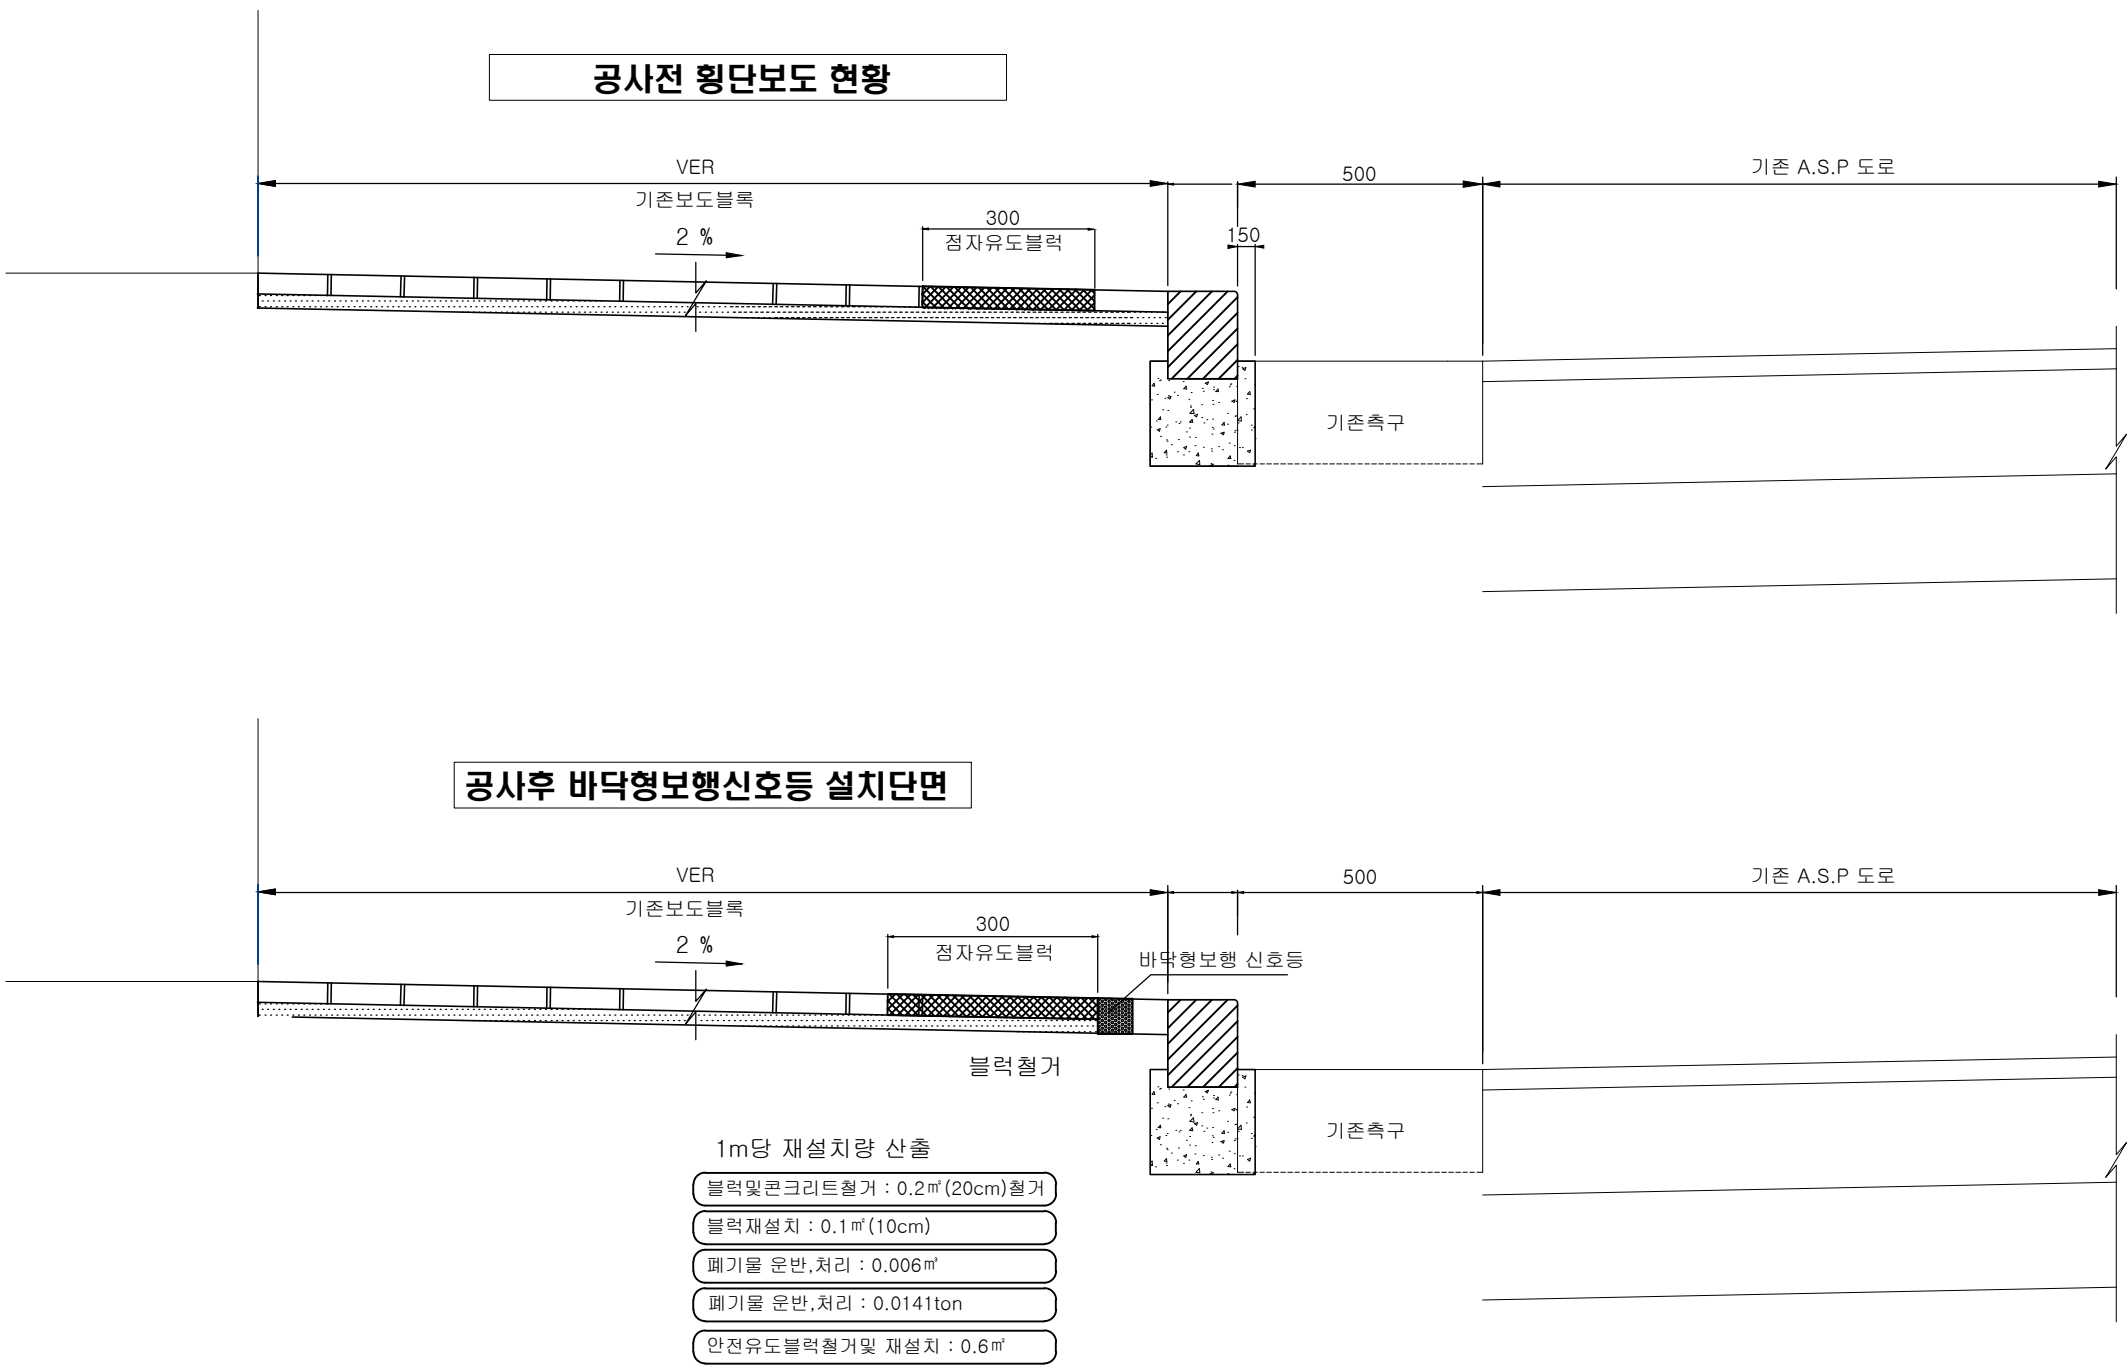 공사전 횡단보도 현황
VER
500
기존 A.S.P 도로
기존보도블록
300
2 %
점자유도블럭
150
기존측구
공사후 바닥형보행신호등 설치단면
VER
500
기존 A.S.P 도로
기존보도블록
300
2 %
점자유도블럭
바닥형보행 신호등
블럭철거
기존측구
1m당 재설치량 산출
블럭및콘크리트철거 : 0.2㎡(20cm)철거
블럭재설치 : 0.1㎡(10cm)
폐기물 운반,처리 : 0.006㎥
폐기물 운반,처리 : 0.0141ton
안전유도블럭철거및 재설치 : 0.6㎡